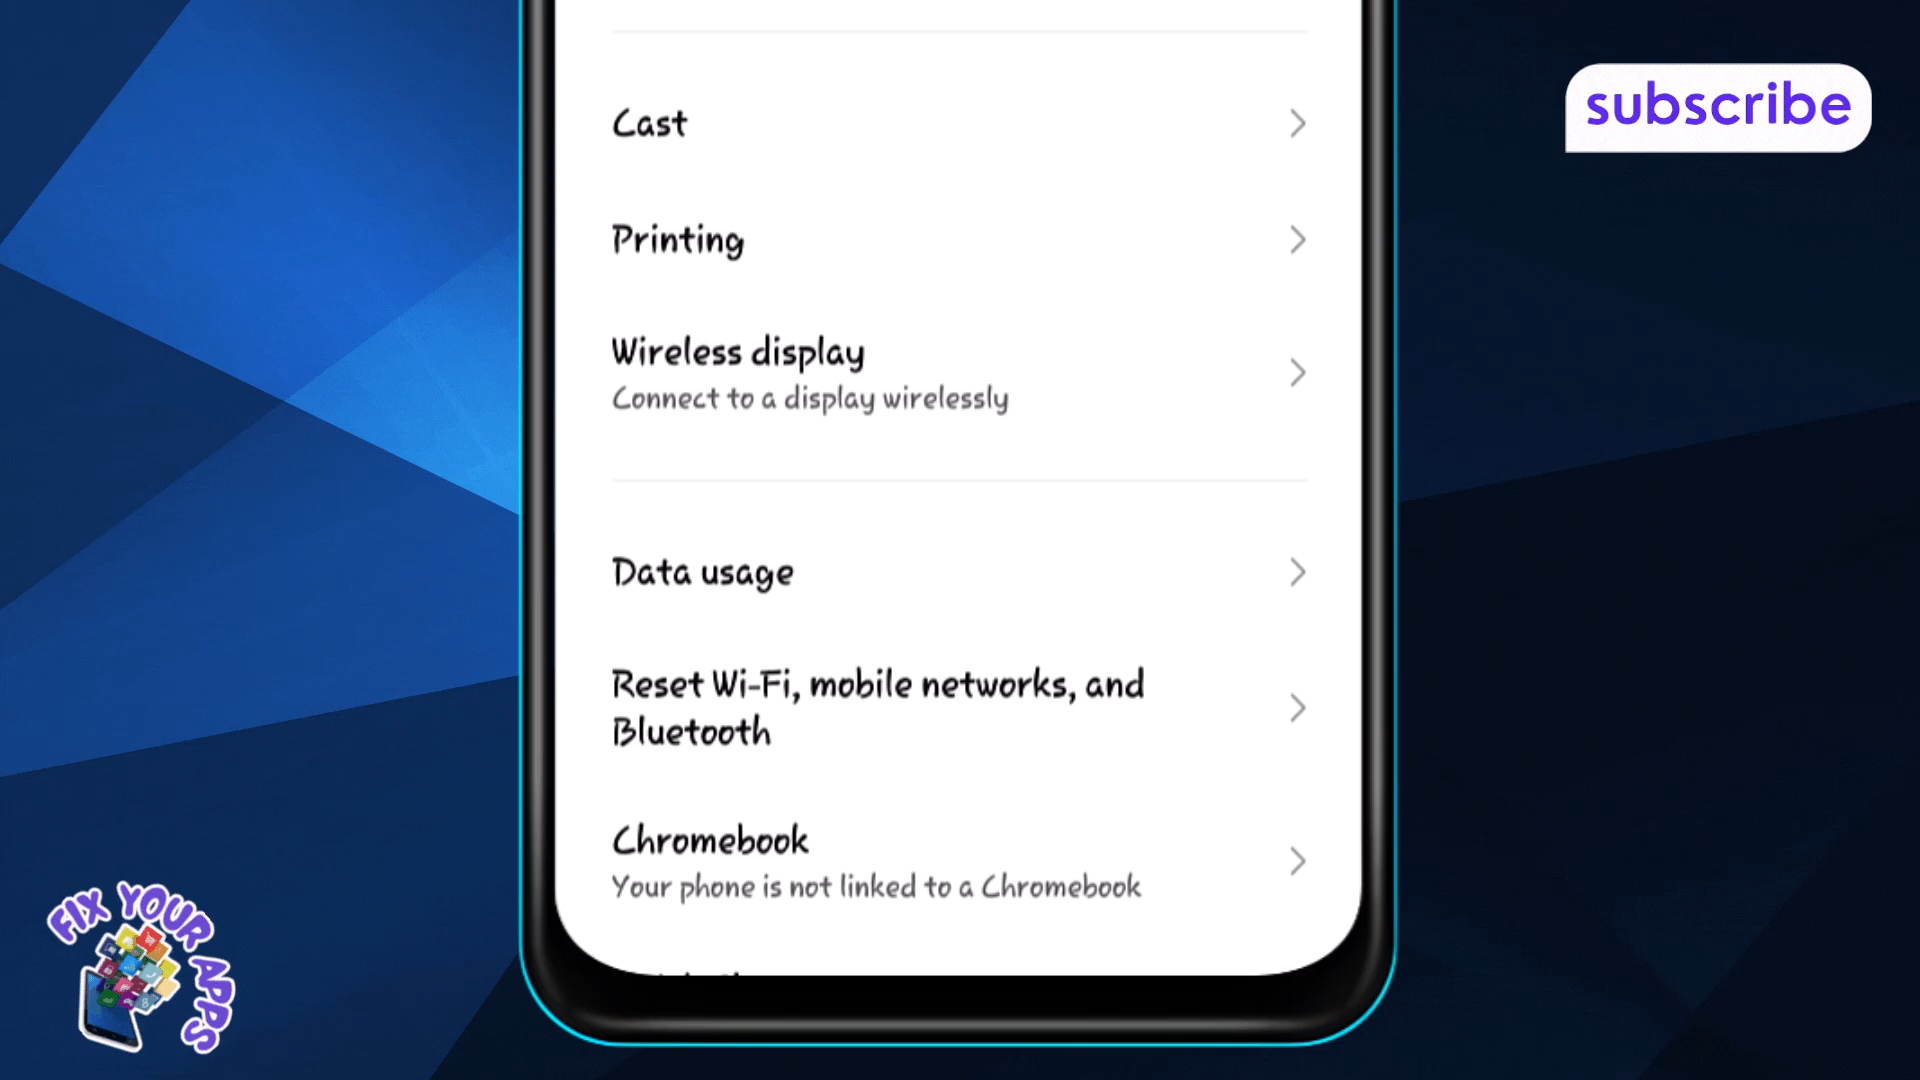 subscribe
Cast
Printing
Wireless display
Connect to a display wirelessly
Data usage
Reset Wi-Fi, mobile networks, and
Bluetooth
Chromebook
Your phone is not linked to a Chromebook
FIX YOUR APPS